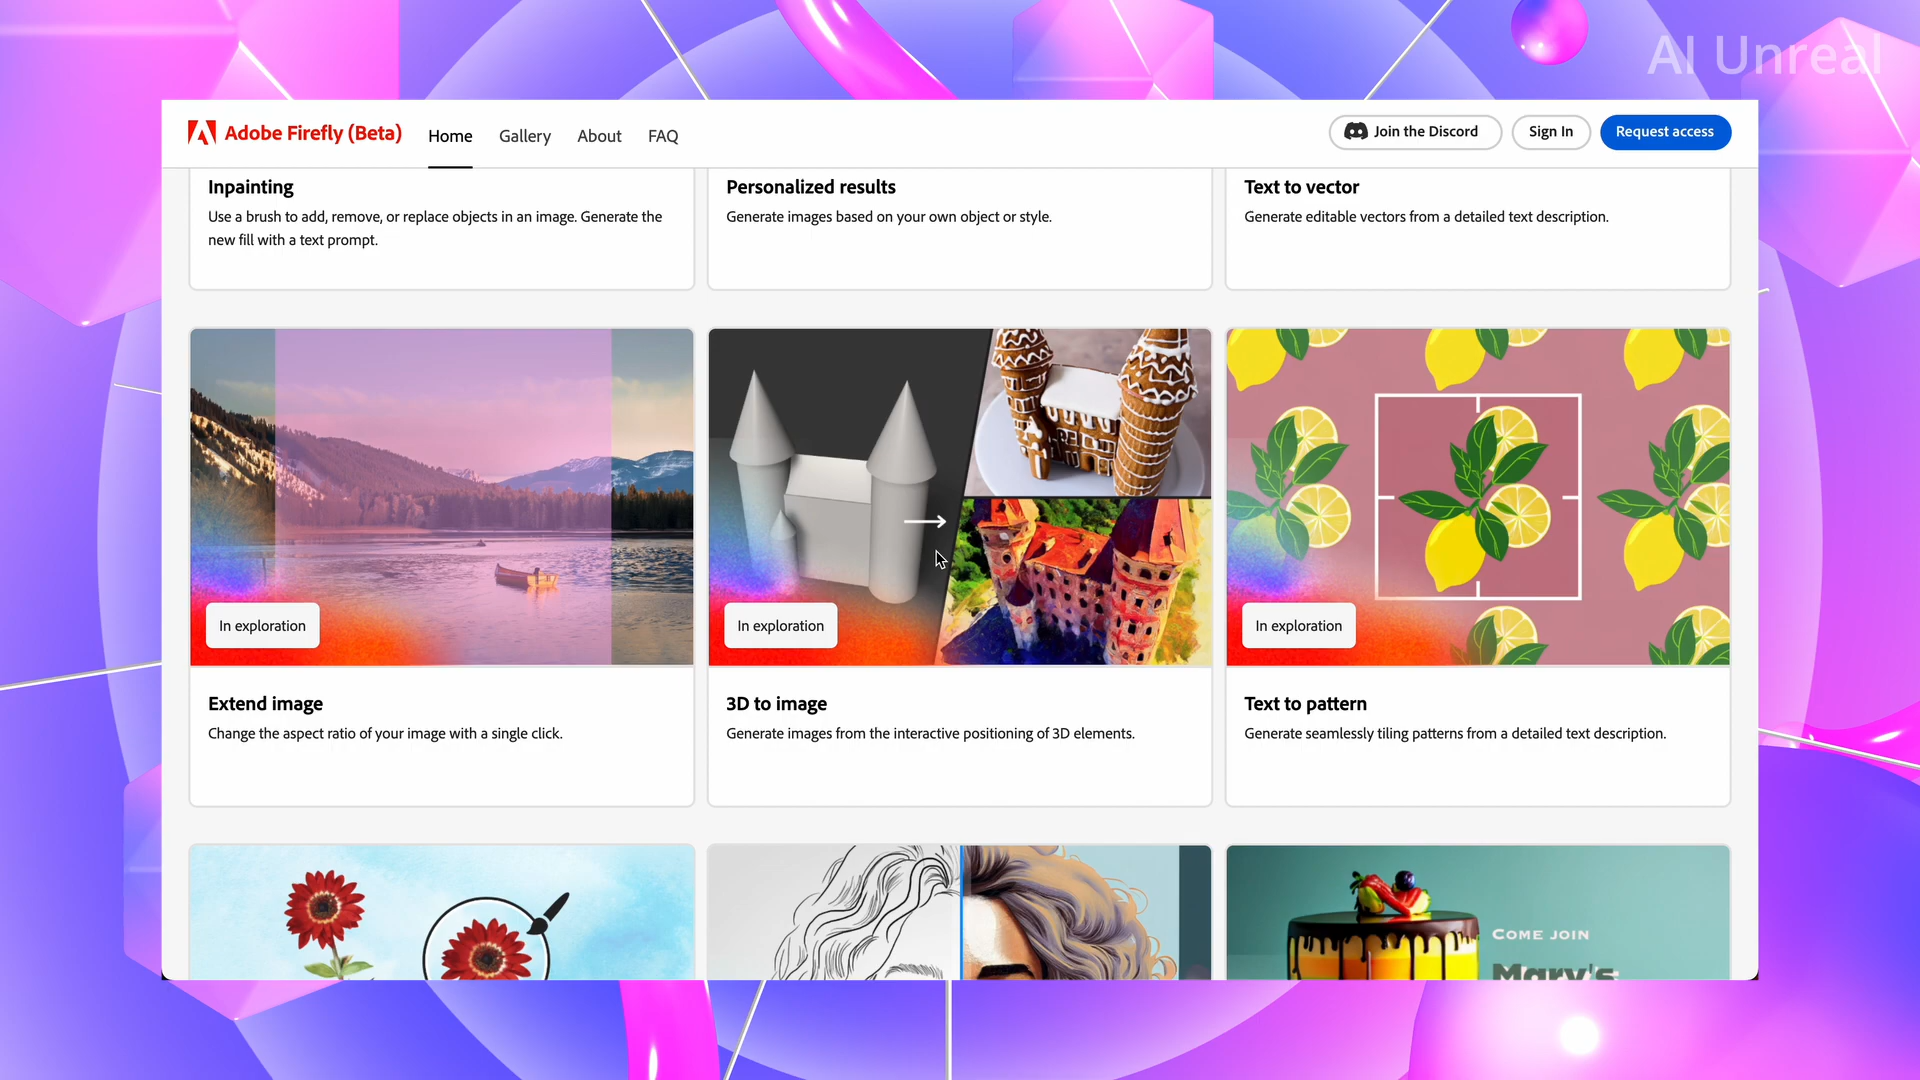 AI Unreal
Adobe Firefly (Beta)
Home
Gallery
About
FAQ
Join the Discord
Sign In
Request access
Inpainting
Use a brush to add, remove, or replace objects in an image. Generate the
new fill with a text prompt.
Personalized results
Generate images based on your own object or style.
Text to vector
Generate editable vectors from a detailed text description.
In exploration
Extend image
Change the aspect ratio of your image with a single click.
In exploration
3D to image
Generate images from the interactive positioning of 3D elements.
In exploration
Text to pattern
Generate seamlessly tiling patterns from a detailed text description.
COME JOIN
Mary's